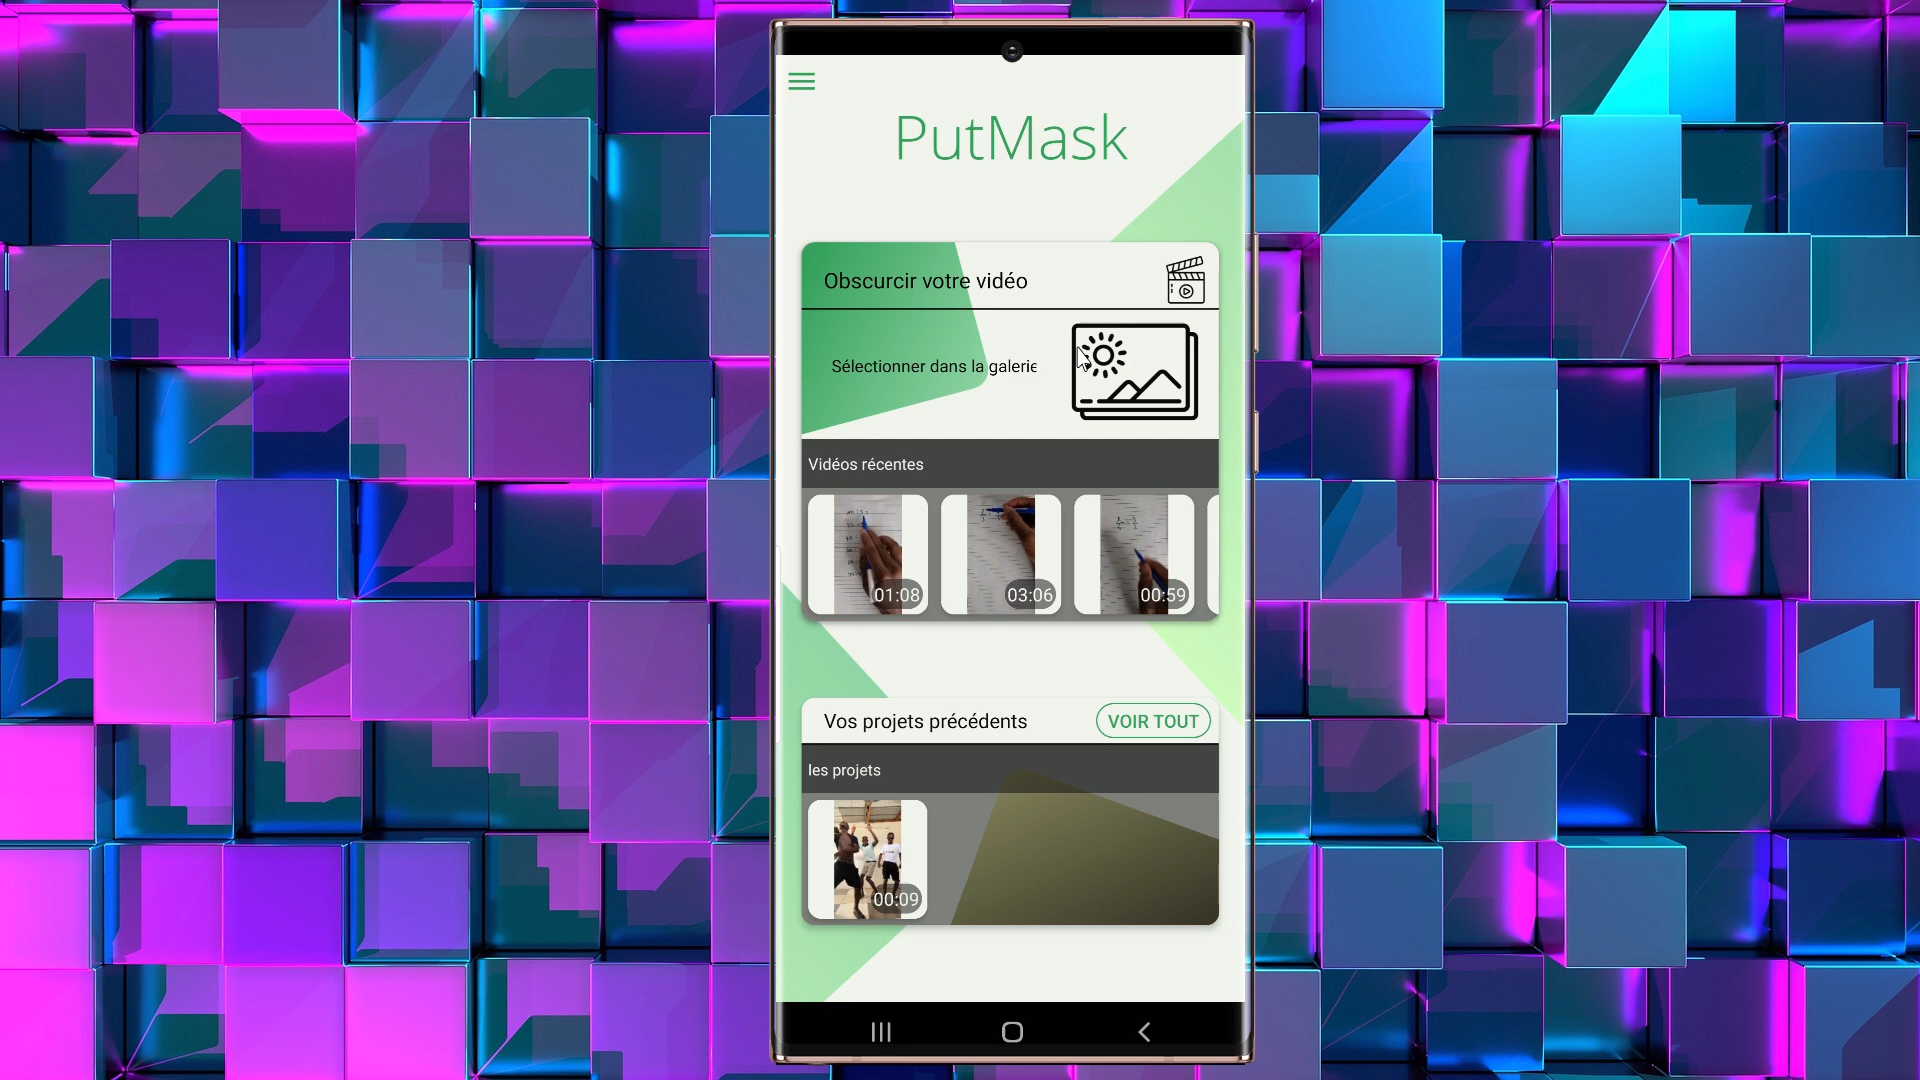 PutMask
Obscurcir votre vidéo
Sélectionner dans la galerie
Vidéos récentes
01:08
03:06
00:59
Vos projets précédents
VOIR TOUT
les projets
00:09